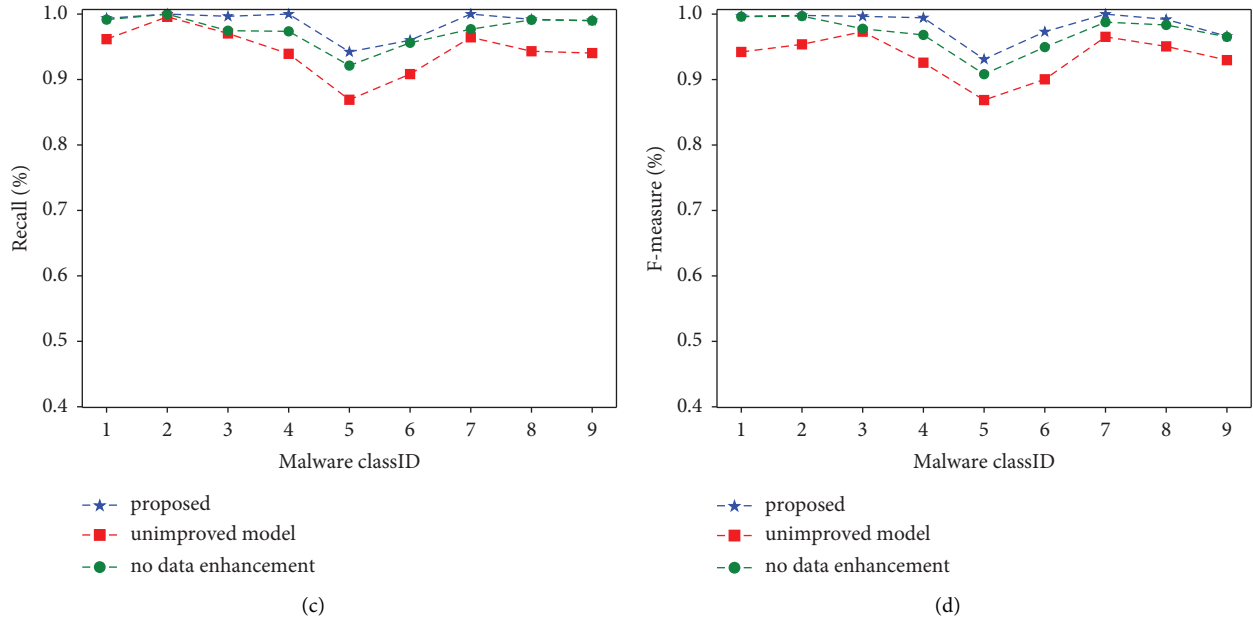 1.0
0.9
0.8
0.7
0.6
0.5
0.4
Recall (%)
1 2 3 4 5 6 7 8 9
Malware classID
proposed
unimproved model
no data enhancement
(c)
1.0
0.9
0.8
0.7
0.6
0.5
0.4
F-measure (%)
1 2 3 4 5 6 7 8 9
Malware classID
proposed
unimproved model
no data enhancement
(d)